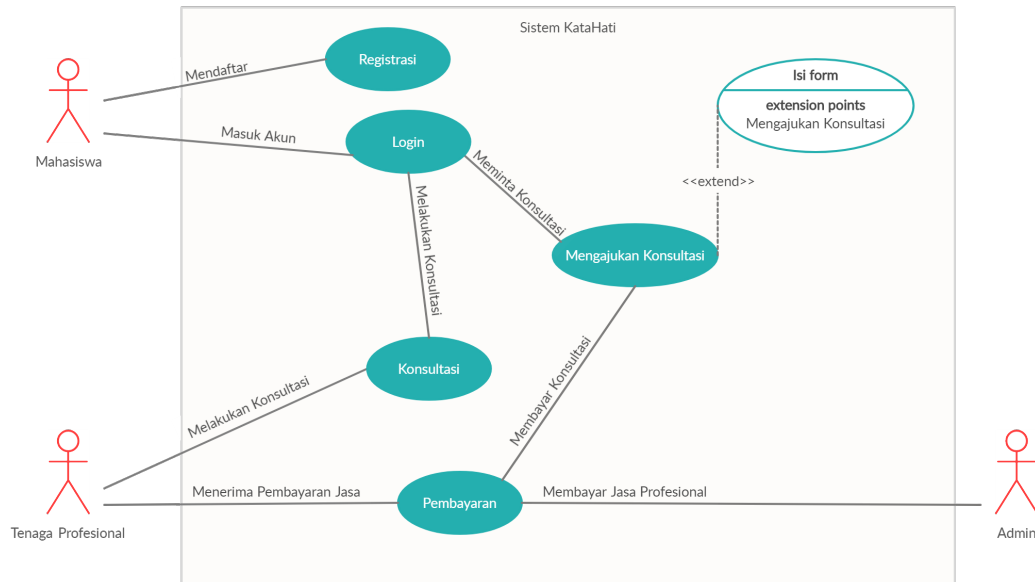 Sistem KataHati
Registrasi
Mendaftar
Isi form
extension points
Mengajukan Konsultasi
Masuk Akun
Login
Mahasiswa
Meminta Konsultasi
<<extend>>
Melakukan Konsultasi
Mengajukan Konsultasi
Konsultasi
Melakukan Konsultasi
Membayar Konsultasi
Menerima Pembayaran Jasa
Pembayaran
Membayar Jasa Profesional
Tenaga Profesional
Admin